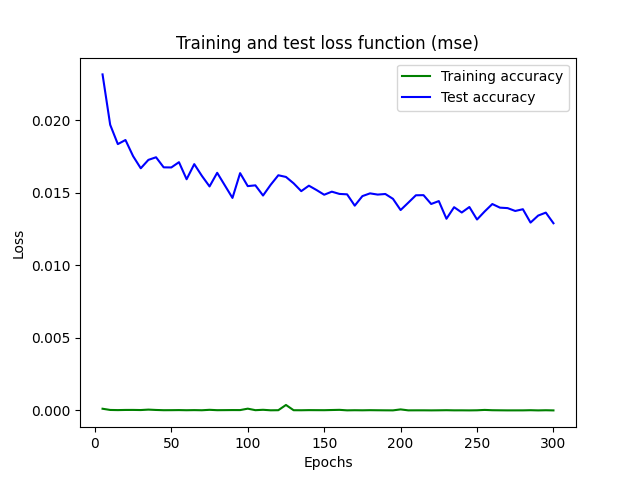 Training and test loss function (mse)
Training accuracy
Test accuracy
0.020
0.015
0.010
0.005
0.000
Loss
0 50 100 150 200 250 300
Epochs